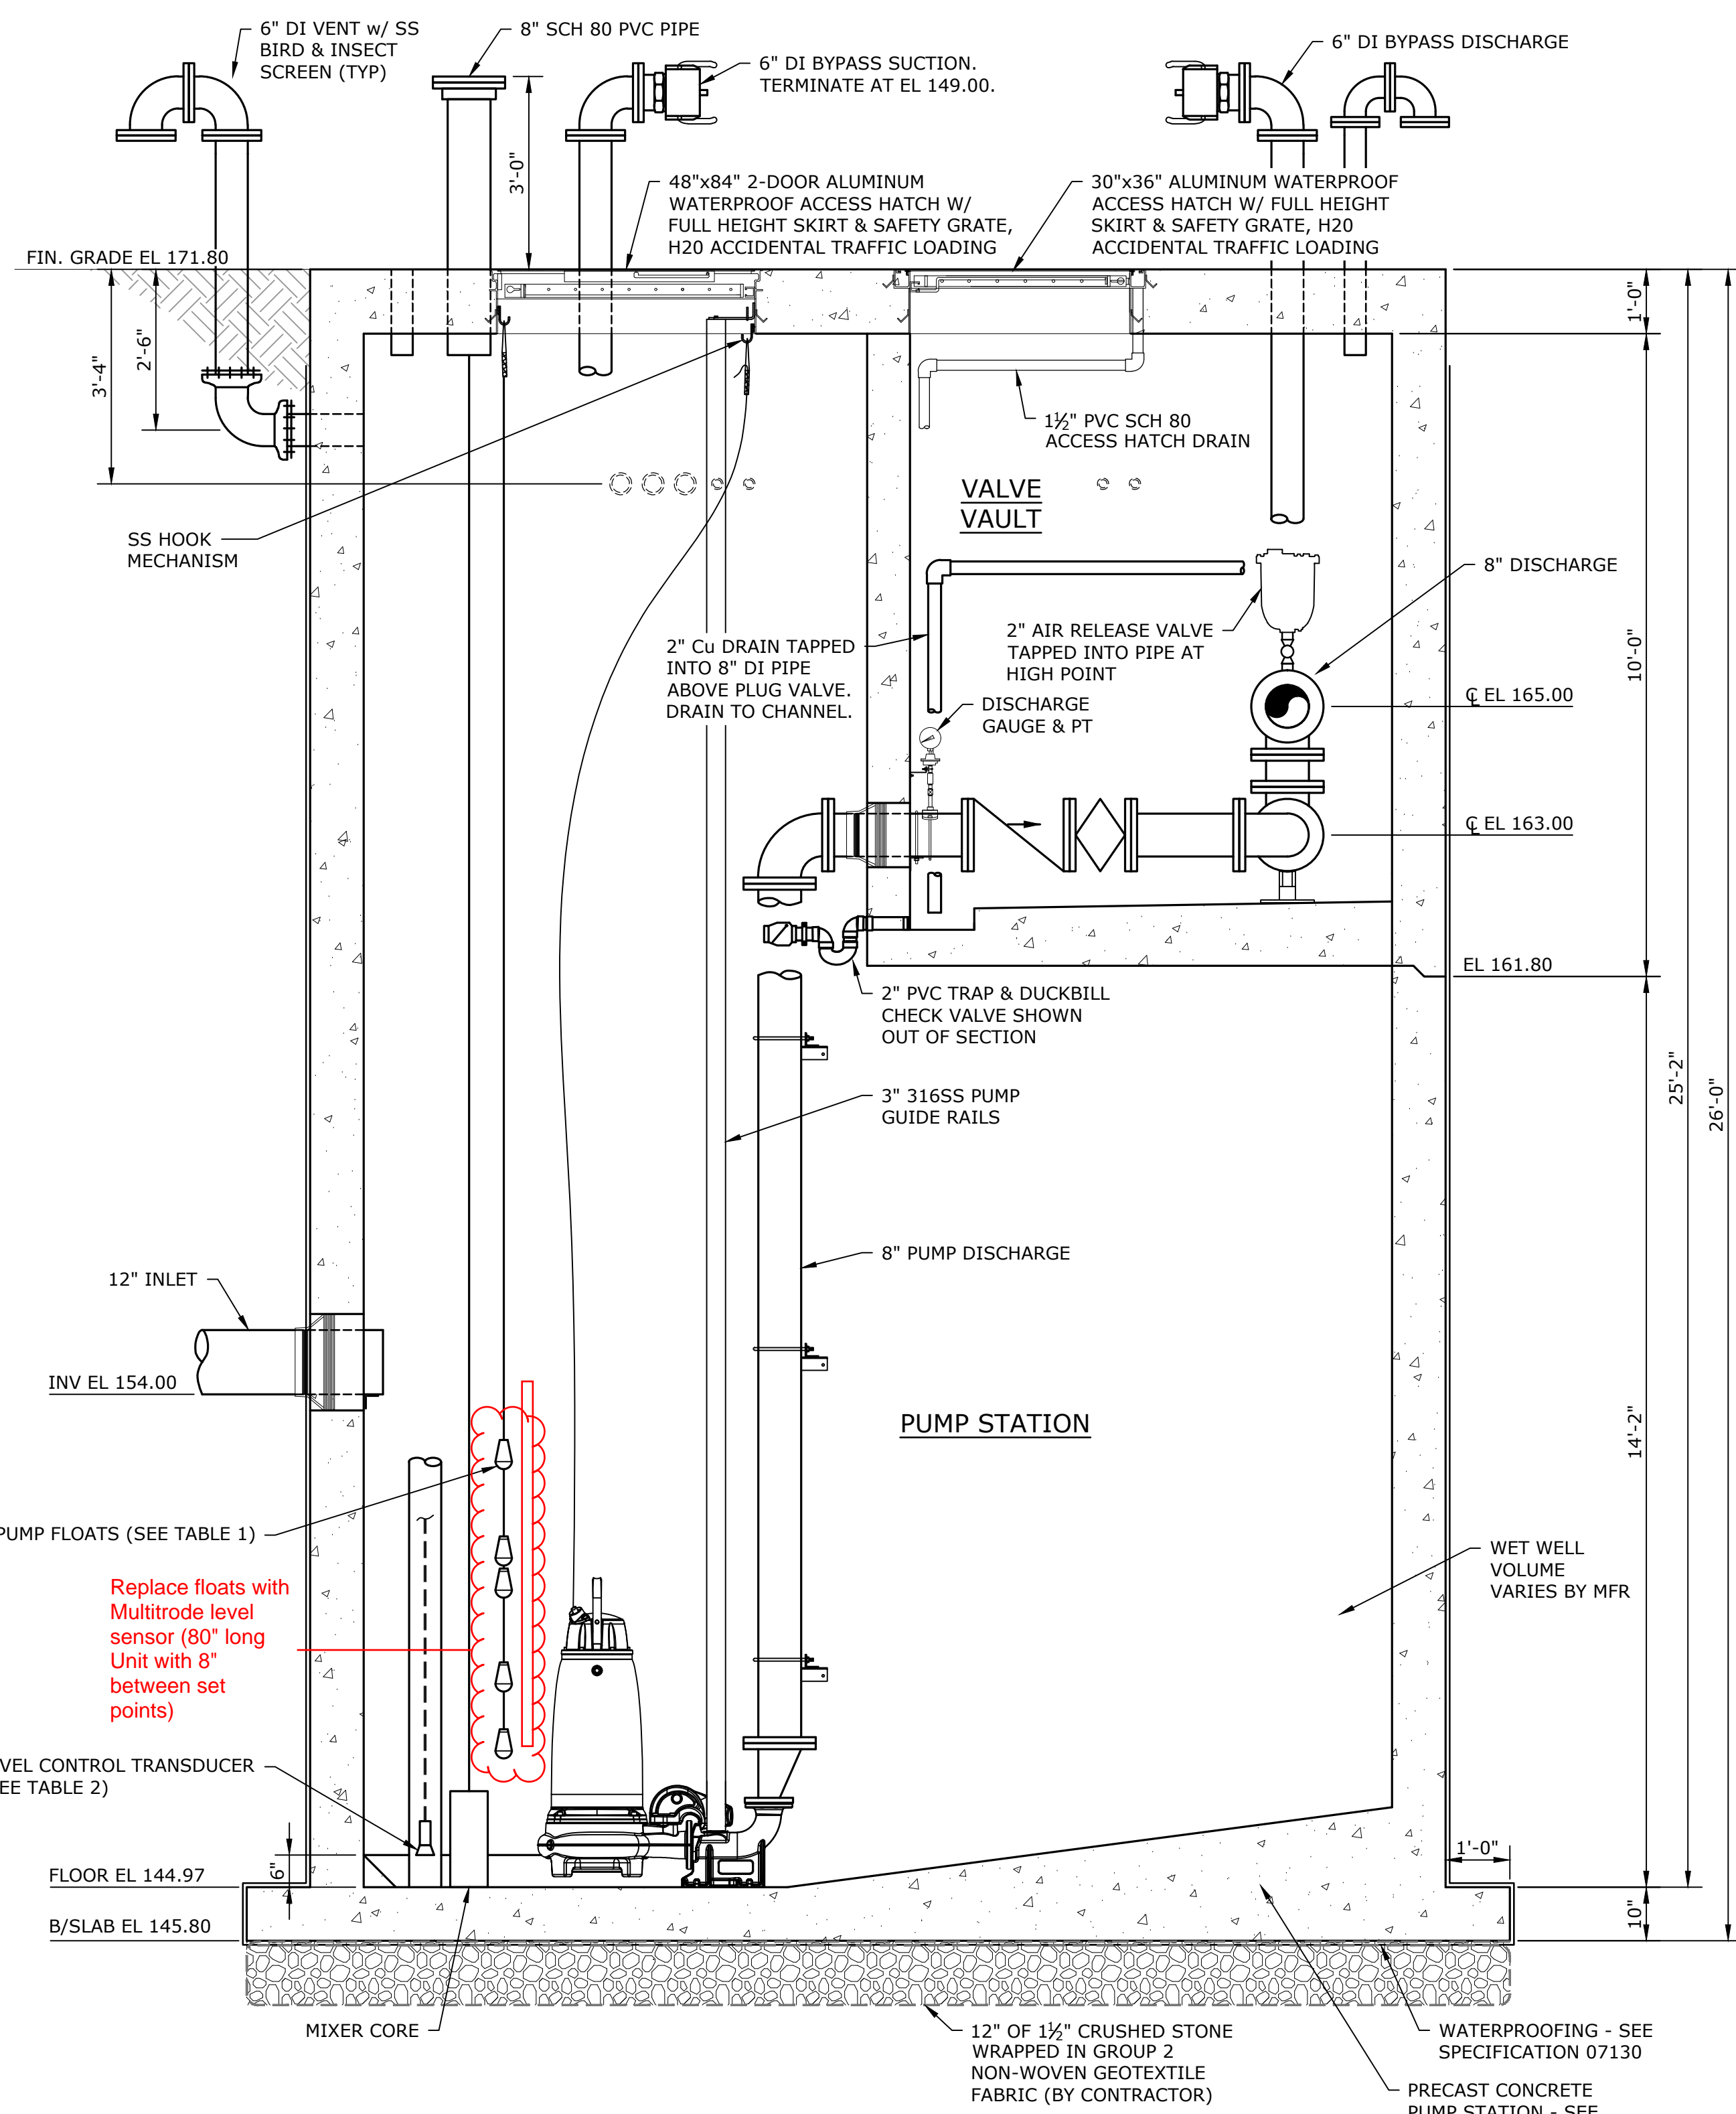 6" DI VENT w/ SS
BIRD & INSECT
SCREEN (TYP)
8" SCH 80 PVC PIPE
6" DI BYPASS SUCTION.
TERMINATE AT EL 149.00.
6" DI BYPASS DISCHARGE
3'-0"
48"x84" 2-DOOR ALUMINUM
WATERPROOF ACCESS HATCH W/
FULL HEIGHT SKIRT & SAFETY GRATE,
H20 ACCIDENTAL TRAFFIC LOADING
30"x36" ALUMINUM WATERPROOF
ACCESS HATCH W/ FULL HEIGHT
SKIRT & SAFETY GRATE, H20
ACCIDENTAL TRAFFIC LOADING
FIN. GRADE EL 171.80
1'-0"
2'-6"
3'-4"
1½" PVC SCH 80
ACCESS HATCH DRAIN
VALVE
VAULT
SS HOOK
MECHANISM
8" DISCHARGE
2" Cu DRAIN TAPPED
INTO 8" DI PIPE
ABOVE PLUG VALVE.
DRAIN TO CHANNEL.
2" AIR RELEASE VALVE
TAPPED INTO PIPE AT
HIGH POINT
DISCHARGE
GAUGE & PT
10'-0"
℄ EL 165.00
℄ EL 163.00
EL 161.80
2" PVC TRAP & DUCKBILL
CHECK VALVE SHOWN
OUT OF SECTION
25'-2"
26'-0"
3" 316SS PUMP
GUIDE RAILS
8" PUMP DISCHARGE
12" INLET
INV EL 154.00
PUMP STATION
14'-2"
PUMP FLOATS (SEE TABLE 1)
WET WELL
VOLUME
VARIES BY MFR
Replace floats with
Multitrode level
sensor (80" long
Unit with 8"
between set
points)
VEL CONTROL TRANSDUCER
EE TABLE 2)
6"
1'-0"
FLOOR EL 144.97
10"
B/SLAB EL 145.80
MIXER CORE
12" OF 1½" CRUSHED STONE
WRAPPED IN GROUP 2
NON-WOVEN GEOTEXTILE
FABRIC (BY CONTRACTOR)
WATERPROOFING - SEE
SPECIFICATION 07130
PRECAST CONCRETE
PUMP STATION - SEE